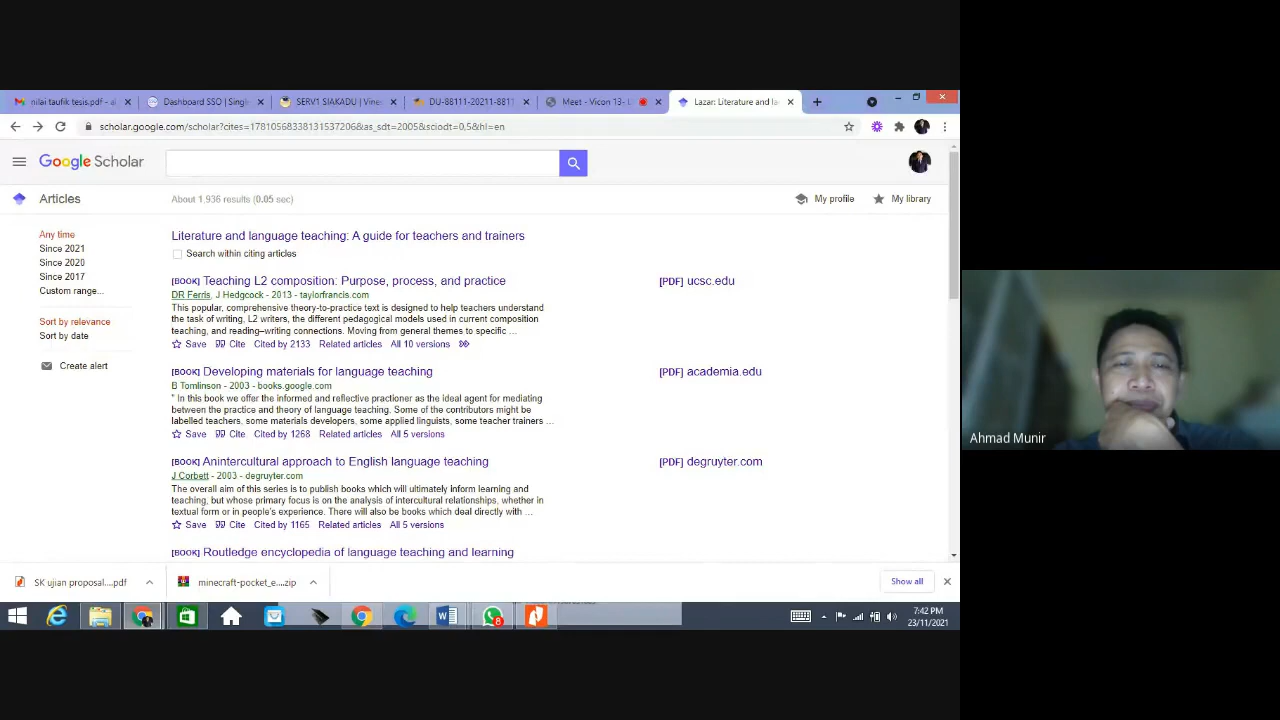 nilai taufik tesis.pdf - ai
Dashboard SSO | Singl
SERV1 SIAKADU | Vine
DU-88111-20211-8811
Meet - Vicon 13- L
Lazar: Literature and la
scholar.google.com/scholar?cites=17810568338131537206&as_sdt=2005&sciodt=0,5&hl=en
Google Scholar
Articles
About 1.936 results (0.05 sec)
My profile
My library
Any time
Since 2021
Since 2020
Since 2017
Custom range...
Sort by relevance
Sort by date
Create alert
Literature and language teaching: A guide for teachers and trainers
Search within citing articles
[BOOK] Teaching L2 composition: Purpose, process, and practice
[PDF] ucsc.edu
DR Ferris, J Hedgcock - 2013 - taylorfrancis.com
This popular, comprehensive theory-to-practice text is designed to help teachers understand
the task of writing, L2 writers, the different pedagogical models used in current composition
teaching, and reading–writing connections. Moving from general themes to specific ...
Save Cite Cited by 2133 Related articles All 10 versions
[BOOK] Developing materials for language teaching
[PDF] academia.edu
B Tomlinson - 2003 - books.google.com
" In this book we offer the informed and reflective practioner as the ideal agent for mediating
between the practice and theory of language teaching. Some of the contributors might be
labelled teachers, some materials developers, some applied linguists, some teacher trainers ...
Save Cite Cited by 1268 Related articles All 5 versions
[BOOK] Anintercultural approach to English language teaching
[PDF] degruyter.com
J Corbett - 2003 - degruyter.com
The overall aim of this series is to publish books which will ultimately inform learning and
teaching, but whose primary focus is on the analysis of intercultural relationships, whether in
textual form or in people's experience. There will also be books which deal directly with ...
Save Cite Cited by 1165 Related articles All 5 versions
[BOOK] Routledge encyclopedia of language teaching and learning
SK ujian proposal....pdf
minecraft-pocket_e....zip
Show all
8
7:42 PM
23/11/2021
Ahmad Munir